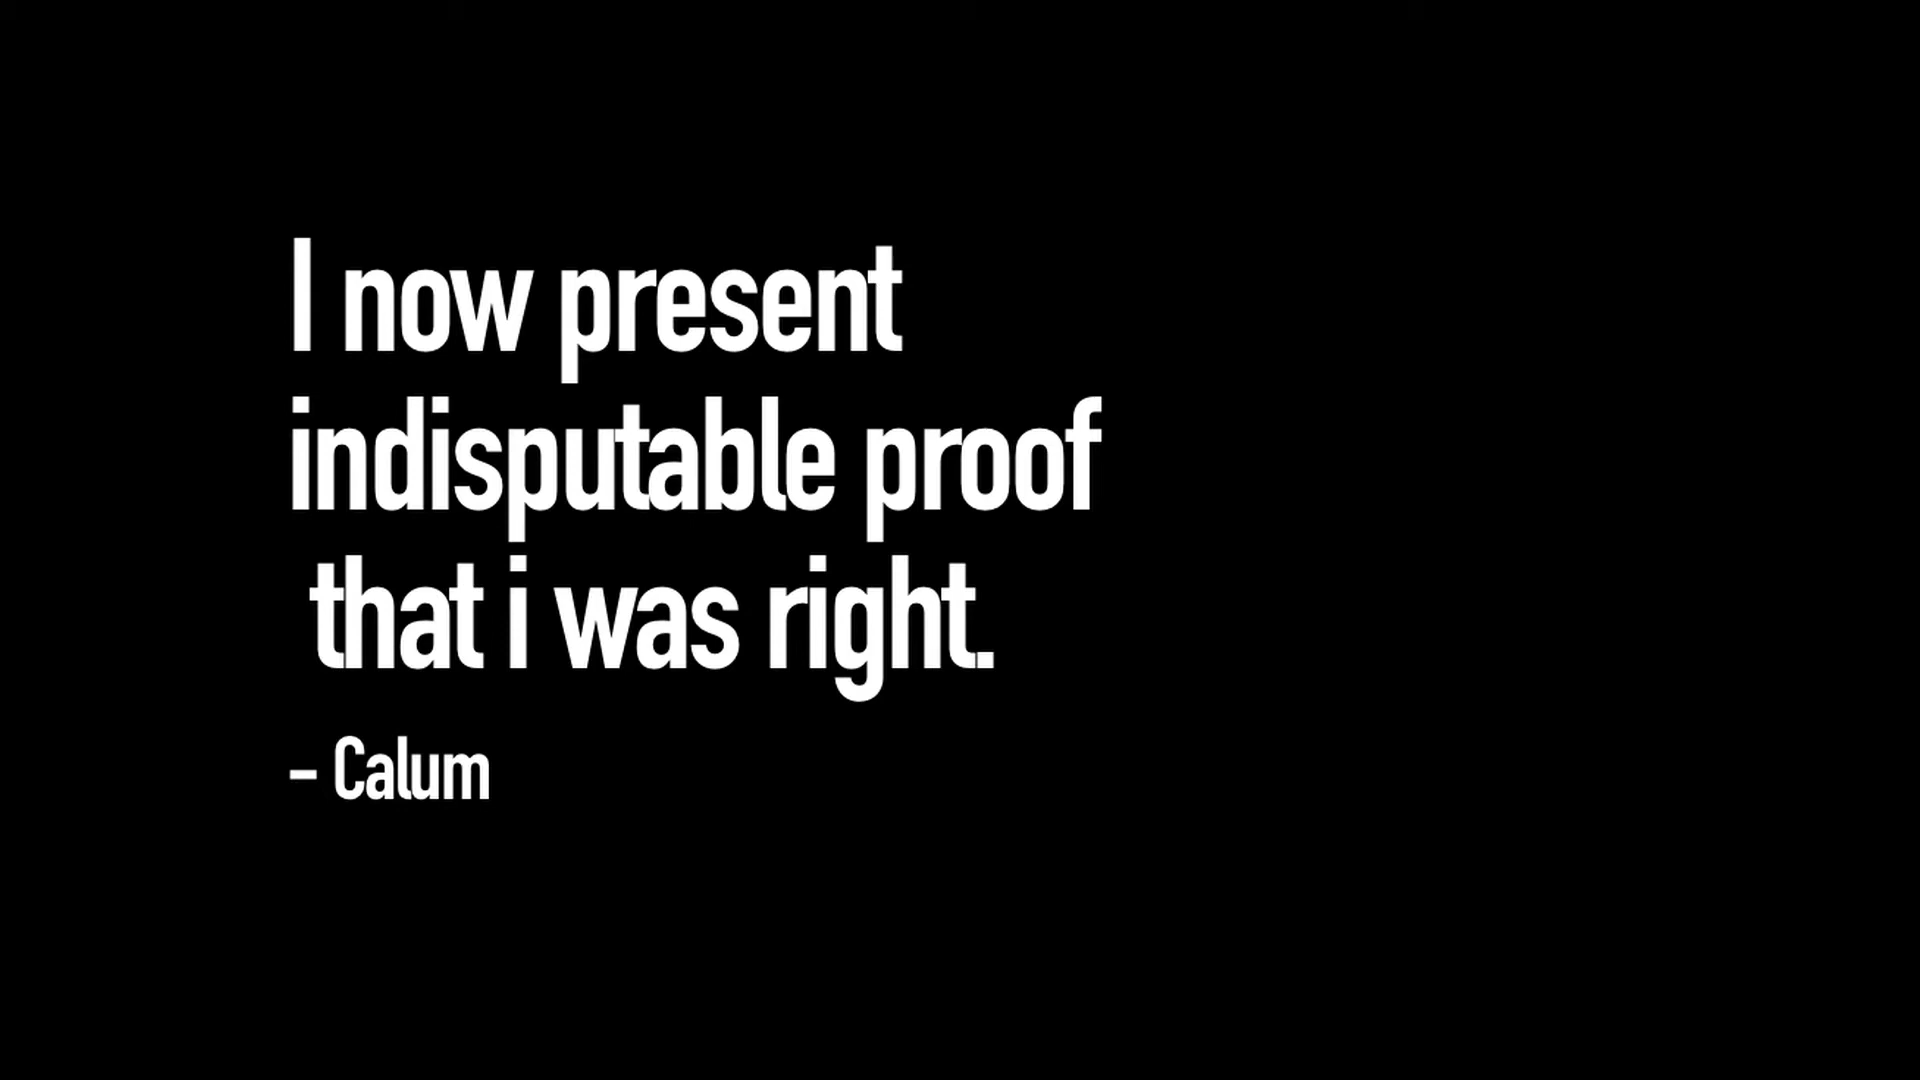 I now present
indisputable proof
that i was right.
– Calum